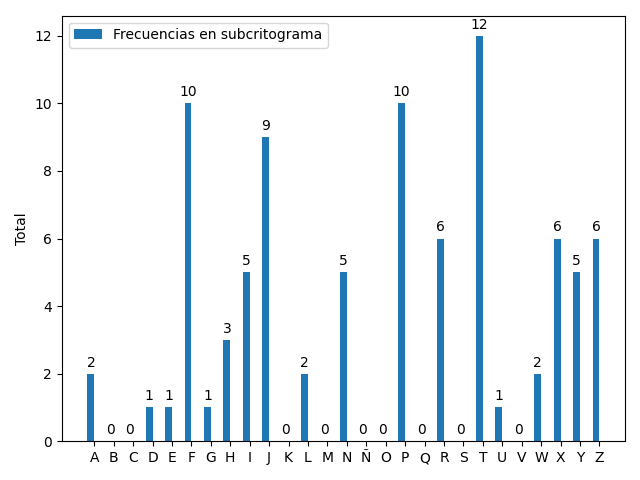 Frecuencias en subcritograma
Total
12
10
8
6
4
2
0
2 0 0 1 1 10 1 3 5 9 0 2 0 5 0 0 10 0 6 0 12 1 0 2 6 5 6
A B C D E F G H I J K L M N Ñ O P Q R S T U V W X Y Z